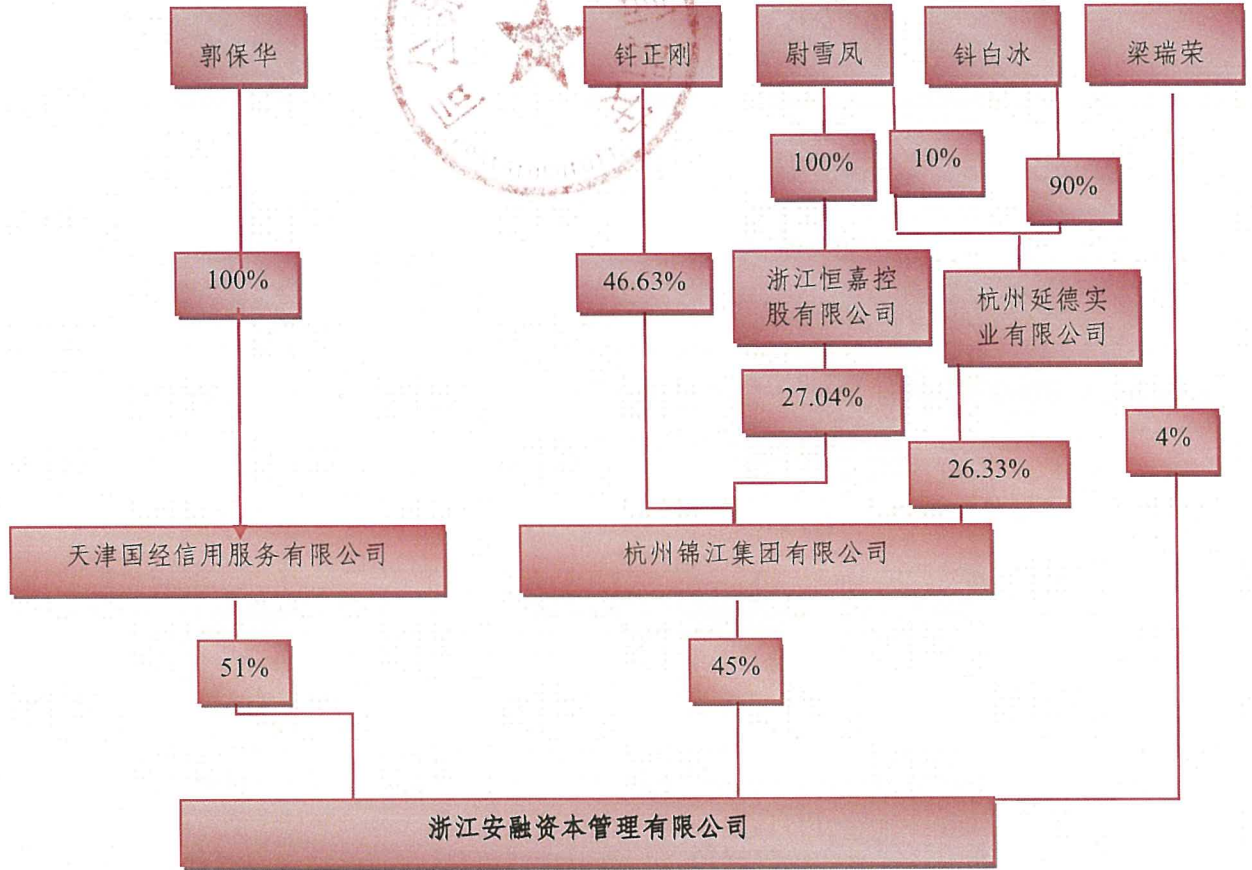 郭保华
钭正刚
尉雪凤
钭白冰
梁瑞荣
100%
10%
90%
100%
46.63%
浙江恒嘉控
股有限公司
杭州延德实
业有限公司
27.04%
4%
26.33%
天津国经信用服务有限公司
杭州锦江集团有限公司
51%
45%
浙江安融资本管理有限公司